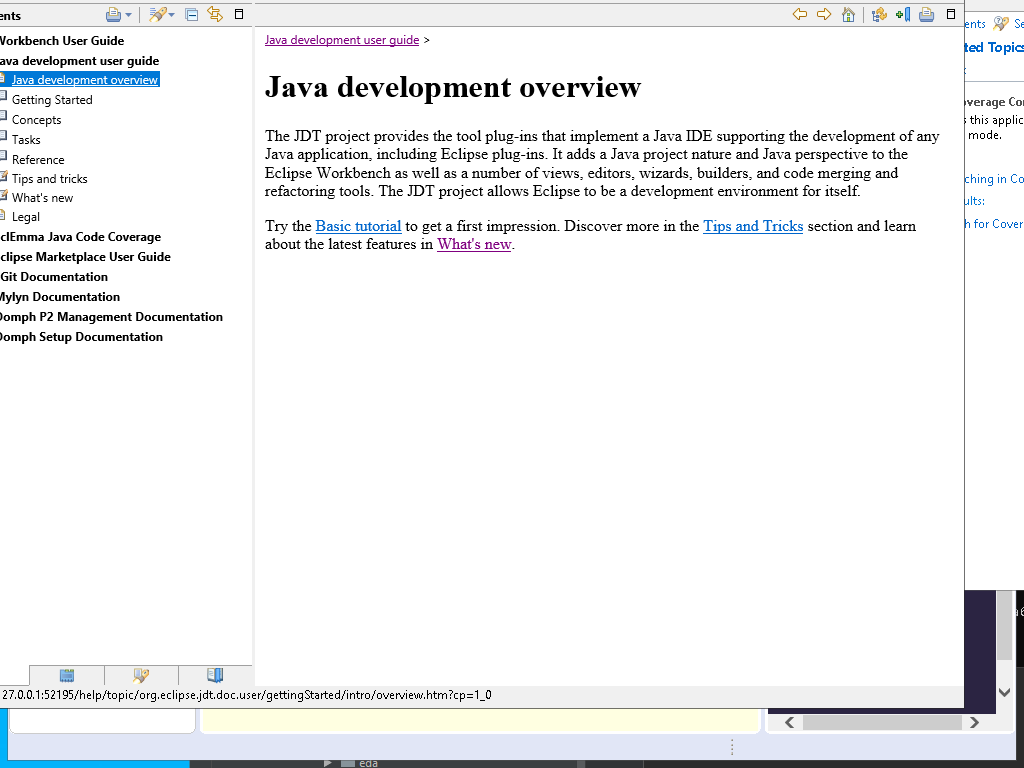 ents
Workbench User Guide
Java development user guide
Java development overview
Getting Started
Concepts
Tasks
Reference
Tips and tricks
What's new
Legal
clEmma Java Code Coverage
clipse Marketplace User Guide
Git Documentation
Mylyn Documentation
Oomph P2 Management Documentation
Oomph Setup Documentation
Java development user guide >
Java development overview
The JDT project provides the tool plug-ins that implement a Java IDE supporting the development of any
Java application, including Eclipse plug-ins. It adds a Java project nature and Java perspective to the
Eclipse Workbench as well as a number of views, editors, wizards, builders, and code merging and
refactoring tools. The JDT project allows Eclipse to be a development environment for itself.
Try the Basic tutorial to get a first impression. Discover more in the Tips and Tricks section and learn
about the latest features in What's new.
27.0.0.1:52195/help/topic/org.eclipse.jdt.doc.user/gettingStarted/intro/overview.htm?cp=1_0
ents Se
ted Topics
overage Co
s this applic
mode.
ching in Co
ults:
h for Cover
a6
eda